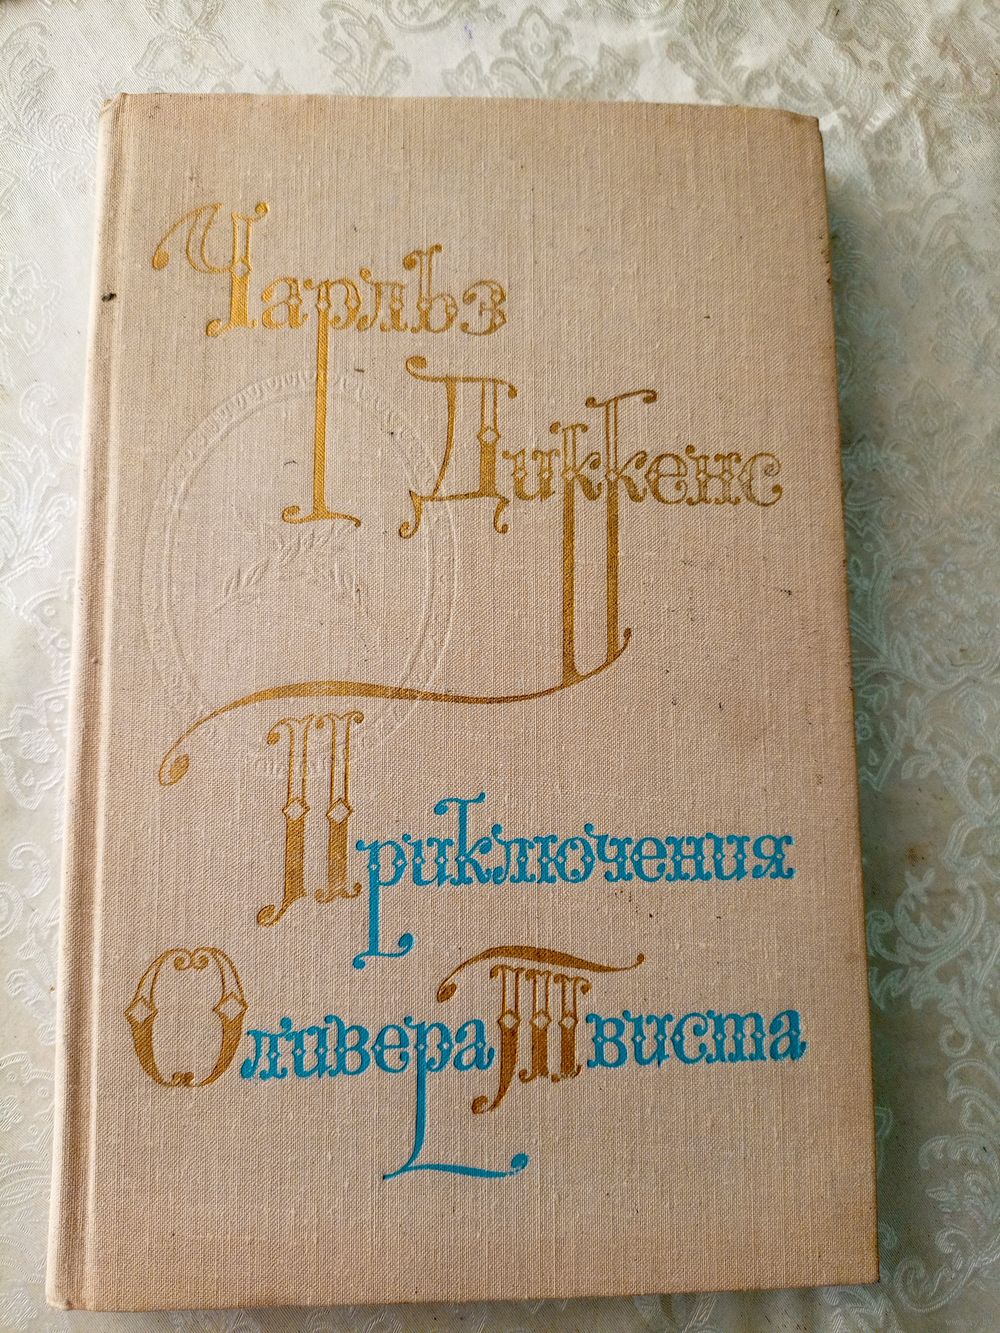 Чарльз
Диккенс
Приключения
Оливера Твиста